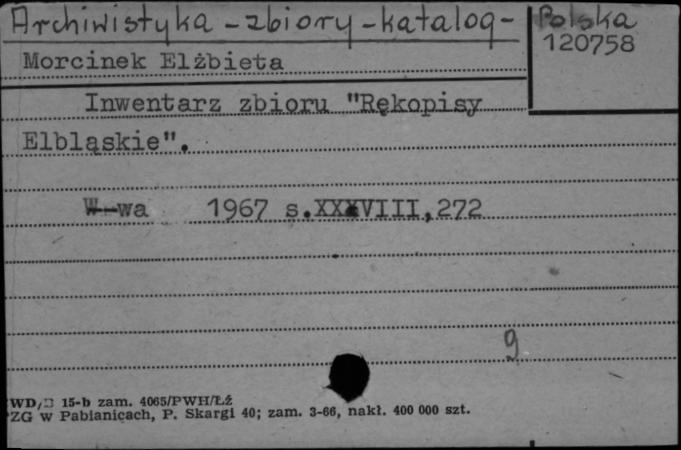 Archiwistyka - zbiory - katalog - Polska
120758
Morcinek Elżbieta
Inwentarz zbioru "Rękopisy
Elbląskie".
W-wa 1967 s.XXXVIII,272
9
WD, 15-b zam. 4065/PWH/Łż
PZG w Pabianicach, P. Skargi 40; zam. 3-66, nakł. 400 000 szt.